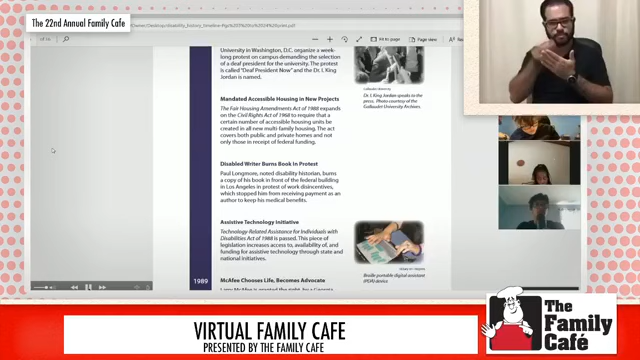 The 22nd Annual Family Cafe
Fit to page
Page view
University in Washington, D.C. organize a week-
long protest on campus demanding the selection
of a deaf president for the university. The protest
is called "Deaf President Now" and the Dr. I. King
Jordan is named.
Dr. I. King Jordan speaks to the
press. Photo courtesy of the
Gallaudet University Archives.
Mandated Accessible Housing in New Projects
The Fair Housing Amendments Act of 1988 expands
on the Civil Rights Act of 1968 to require that a
certain number of accessible housing units be
created in all new multi-family housing. The act
covers both public and private homes and not
only those in receipt of federal funding.
Disabled Writer Burns Book In Protest
Paul Longmore, noted disability historian, burns
a copy of his book in front of the federal building
in Los Angeles in protest of work disincentives,
which stopped him from receiving payment as an
author to keep his medical benefits.
Assistive Technology Initiative
Technology-Related Assistance for Individuals with
Disabilities Act of 1988 is passed. This piece of
legislation increases access to, availability of, and
funding for assistive technology through state and
national initiatives.
Braille portable digital assistant
(PDA) device
1989
McAfee Chooses Life, Becomes Advocate
VIRTUAL FAMILY CAFE
PRESENTED BY THE FAMILY CAFE
The
Family
Café